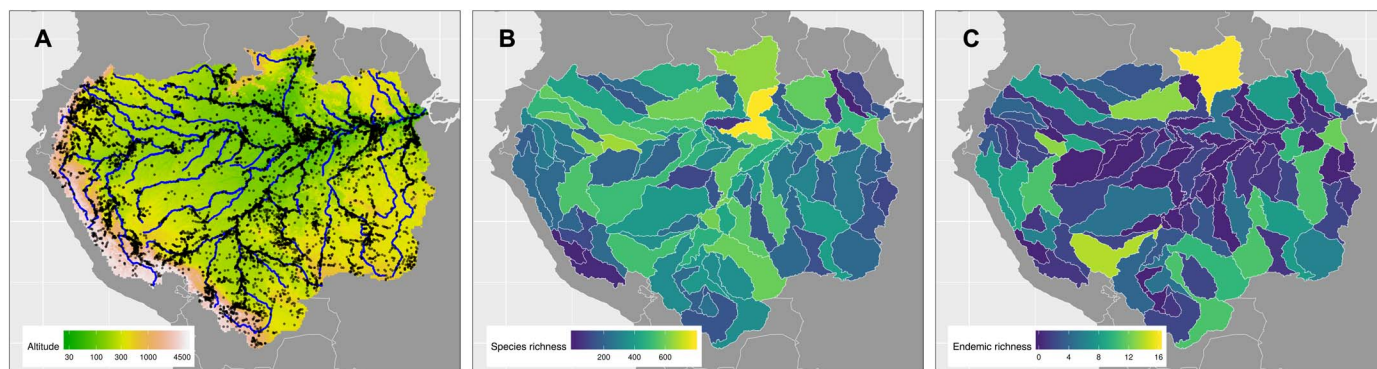 A
Altitude
30 100 300 1000 4500
B
Species richness
200 400 600
C
Endemic richness
0 4 8 12 16